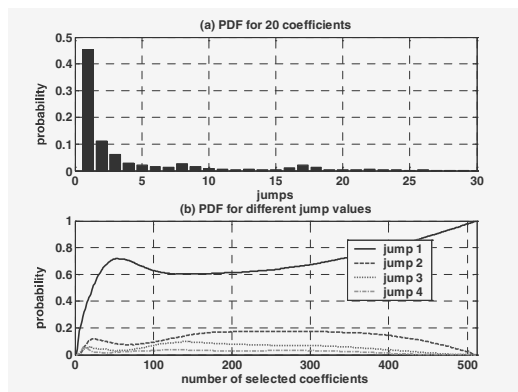 (a) PDF for 20 coefficients
0.5
0.4
0.3
0.2
0.1
0
probability
0 5 10 15 20 25 30
jumps
(b) PDF for different jump values
1
0.8
0.6
0.4
0.2
0
probability
jump 1
jump 2
jump 3
jump 4
0 100 200 300 400 500
number of selected coefficients